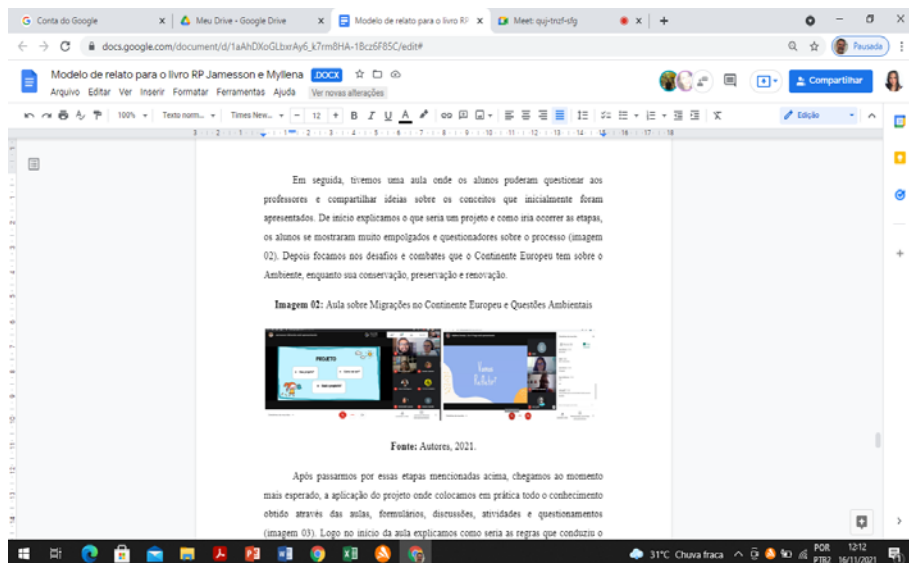 Conta do Google
Meu Drive - Google Drive
Modelo de relato para o livro RP
Meet: quj-tnzf-sfg
docs.google.com/document/d/1aAhDXoGLbxrAy6_k7rm8HA-1Bcz6F85C/edit#
Pausada
Modelo de relato para o livro RP Jamesson e Myllena .DOCX
Arquivo Editar Ver Inserir Formatar Ferramentas Ajuda Ver novas alterações
Compartilhar
100% Texto norm... Times New... 12 B I U A
Edição
Em seguida, tivemos uma aula onde os alunos puderam questionar aos
professores e compartilhar ideias sobre os conceitos que inicialmente foram
apresentados. De início explicamos o que seria um projeto e como iria ocorrer as etapas,
os alunos se mostraram muito empolgados e questionadores sobre o processo (imagem
02). Depois focamos nos desafios e combates que o Continente Europeu tem sobre o
Ambiente, enquanto sua conservação, preservação e renovação.
Imagem 02: Aula sobre Migrações no Continente Europeu e Questões Ambientais
PROJETO
Vamos
Refletir?
Fonte: Autores, 2021.
Após passarmos por essas etapas mencionadas acima, chegamos ao momento
mais esperado, a aplicação do projeto onde colocamos em prática todo o conhecimento
obtido através das aulas, formulários, discussões, atividades e questionamentos
(imagem 03). Logo no início da aula explicamos como seria as regras que conduziu o
31°C Chuva fraca
POR
PTB2
12:12
16/11/2021